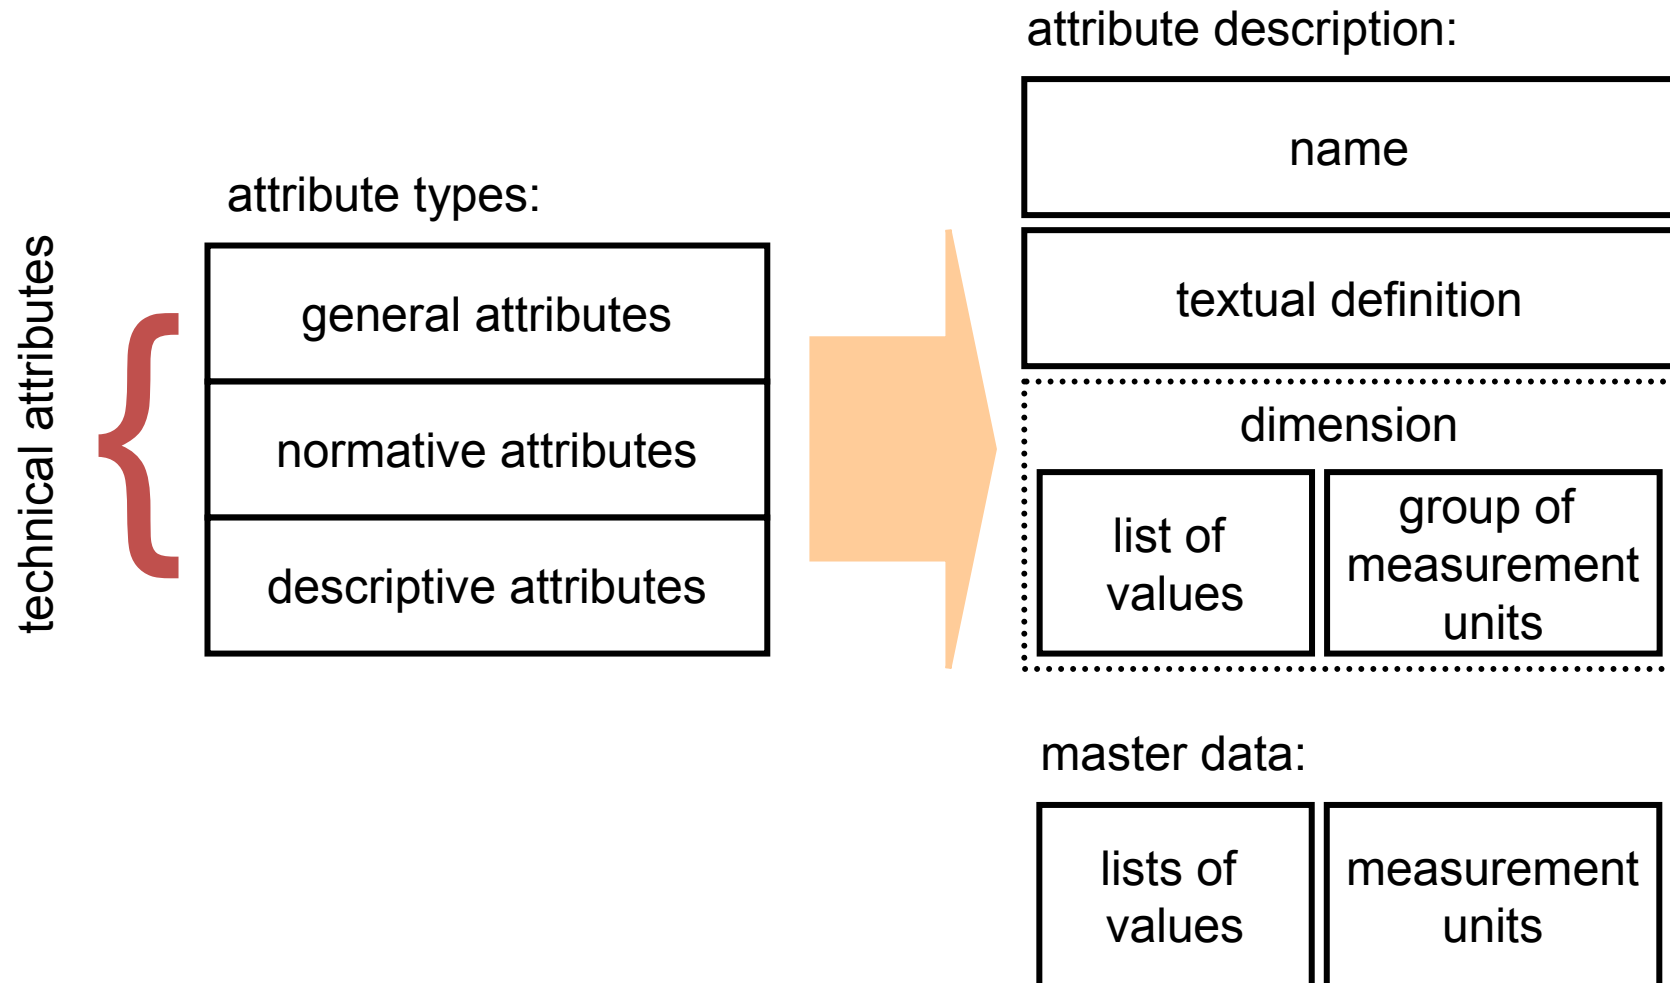 technical attributes
attribute types:
general attributes
normative attributes
descriptive attributes
attribute description:
name
textual definition
dimension
list of
values
group of
measurement
units
master data:
lists of
values
measurement
units